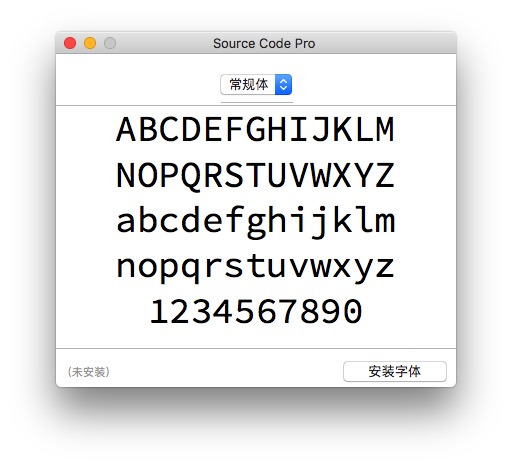 Source Code Pro
常规体
ABCDEFGHIJKLM
NOPQRSTUVWXYZ
abcdefghijklm
nopqrstuvwxyz
1234567890
（未安装）
安装字体